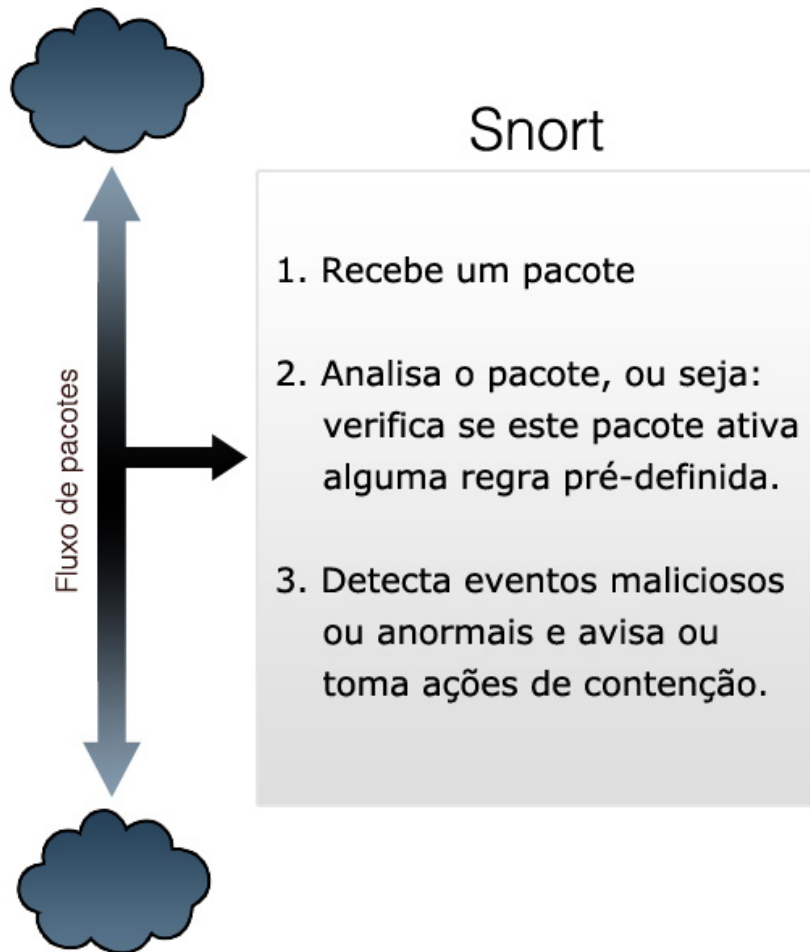 Snort
Fluxo de pacotes
1. Recebe um pacote
2. Analisa o pacote, ou seja:
verifica se este pacote ativa
alguma regra pré-definida.
3. Detecta eventos maliciosos
ou anormais e avisa ou
toma ações de contenção.